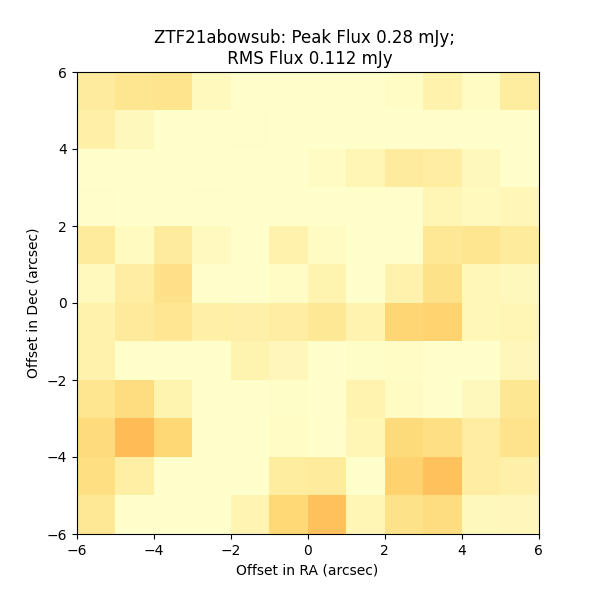 ZTF21abowsub: Peak Flux 0.28 mJy;
RMS Flux 0.112 mJy
6
4
2
0
−2
−4
−6
Offset in Dec (arcsec)
−6 −4 −2 0 2 4 6
Offset in RA (arcsec)